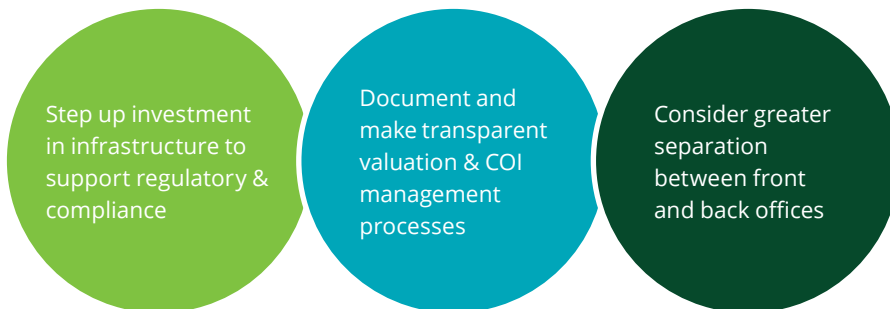 Step up investment
in infrastructure to
support regulatory &
compliance
Document and
make transparent
valuation & COI
management
processes
Consider greater
separation
between front
and back offices